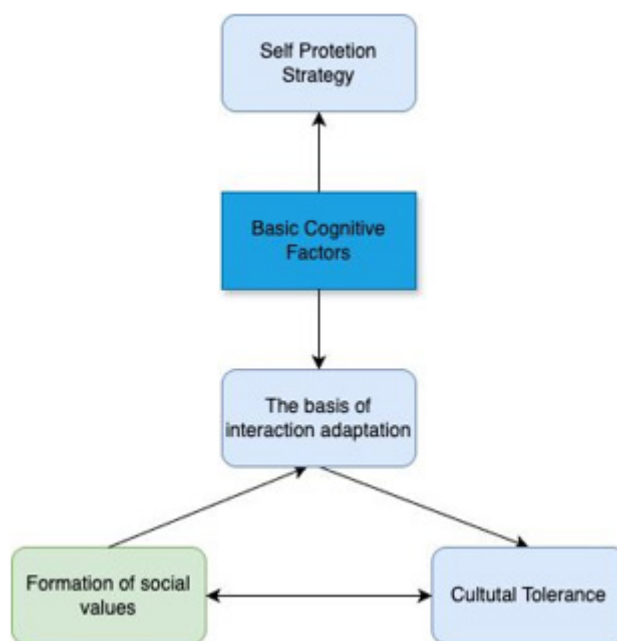 Self Protetion
Strategy
Basic Cognitive
Factors
The basis of
interaction adaptation
Formation of social
values
Cultutal Tolerance